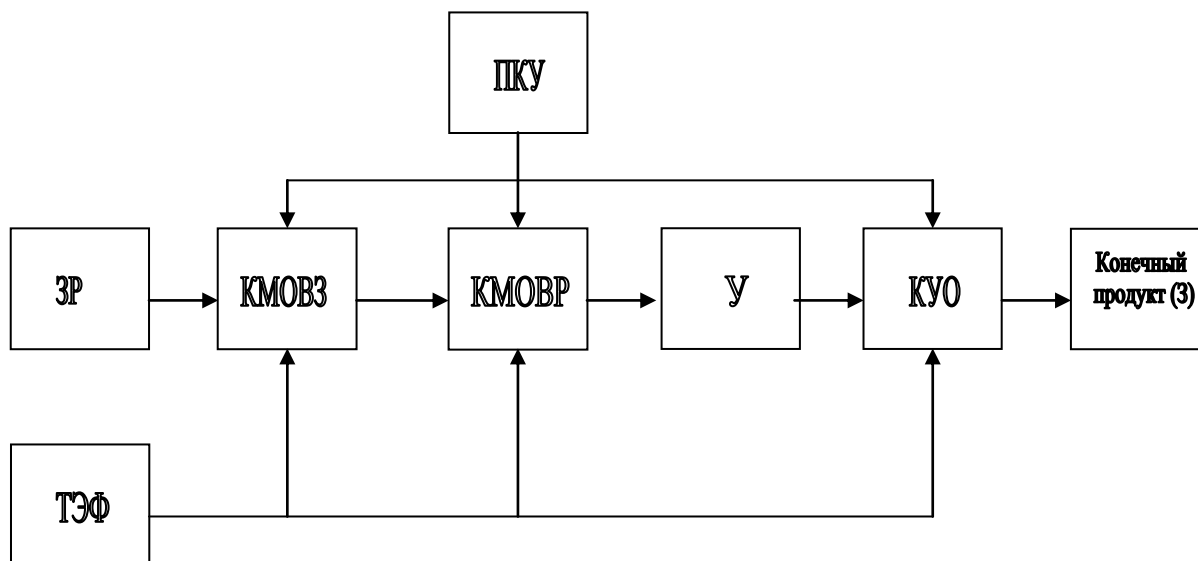 ПКУ
ЗР
КМОВЗ
КМОВР
У
КУО
Конечный
продукт (З)
ТЭФ